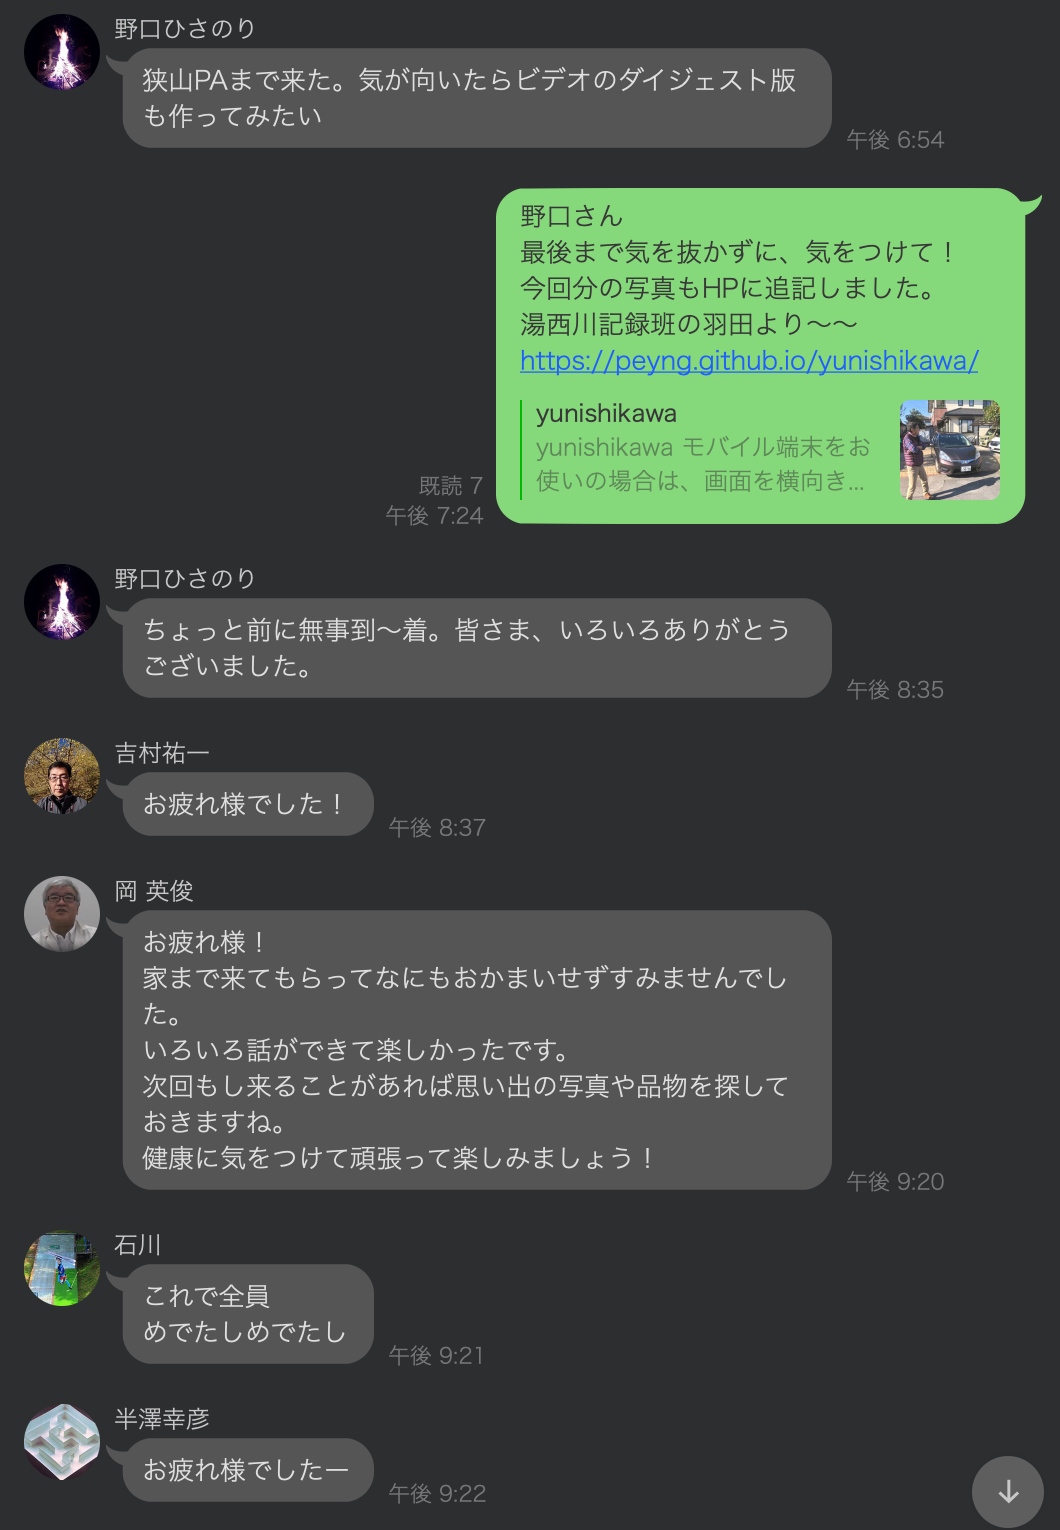 野口ひさのり
狭山PAまで来た。気が向いたらビデオのダイジェスト版
も作ってみたい
午後 6:54
野口さん
最後まで気を抜かずに、気をつけて！
今回分の写真もHPに追記しました。
湯西川記録班の羽田より〜〜
https://peyng.github.io/yunishikawa/
yunishikawa
yunishikawa モバイル端末をお
使いの場合は、画面を横向き...
既読 7
午後 7:24
野口ひさのり
ちょっと前に無事到〜着。皆さま、いろいろありがとう
ございました。
午後 8:35
吉村祐一
お疲れ様でした！
午後 8:37
岡 英俊
お疲れ様！
家まで来てもらってなにもおかまいせずすみませんでし
た。
いろいろ話ができて楽しかったです。
次回もし来ることがあれば思い出の写真や品物を探して
おきますね。
健康に気をつけて頑張って楽しみましょう！
午後 9:20
石川
これで全員
めでたしめでたし
午後 9:21
半澤幸彦
お疲れ様でしたー
午後 9:22